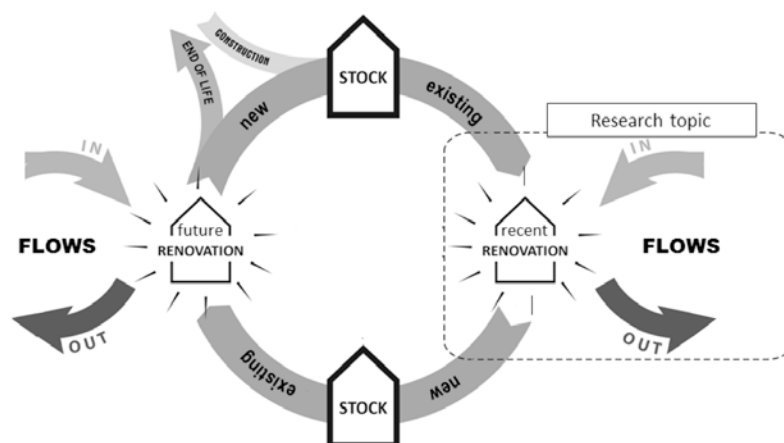 CONSTRUCTION
END OF LIFE
STOCK
new
existing
Research topic
IN
IN
future
RENOVATION
recent
RENOVATION
FLOWS
FLOWS
OUT
OUT
existing
STOCK
new